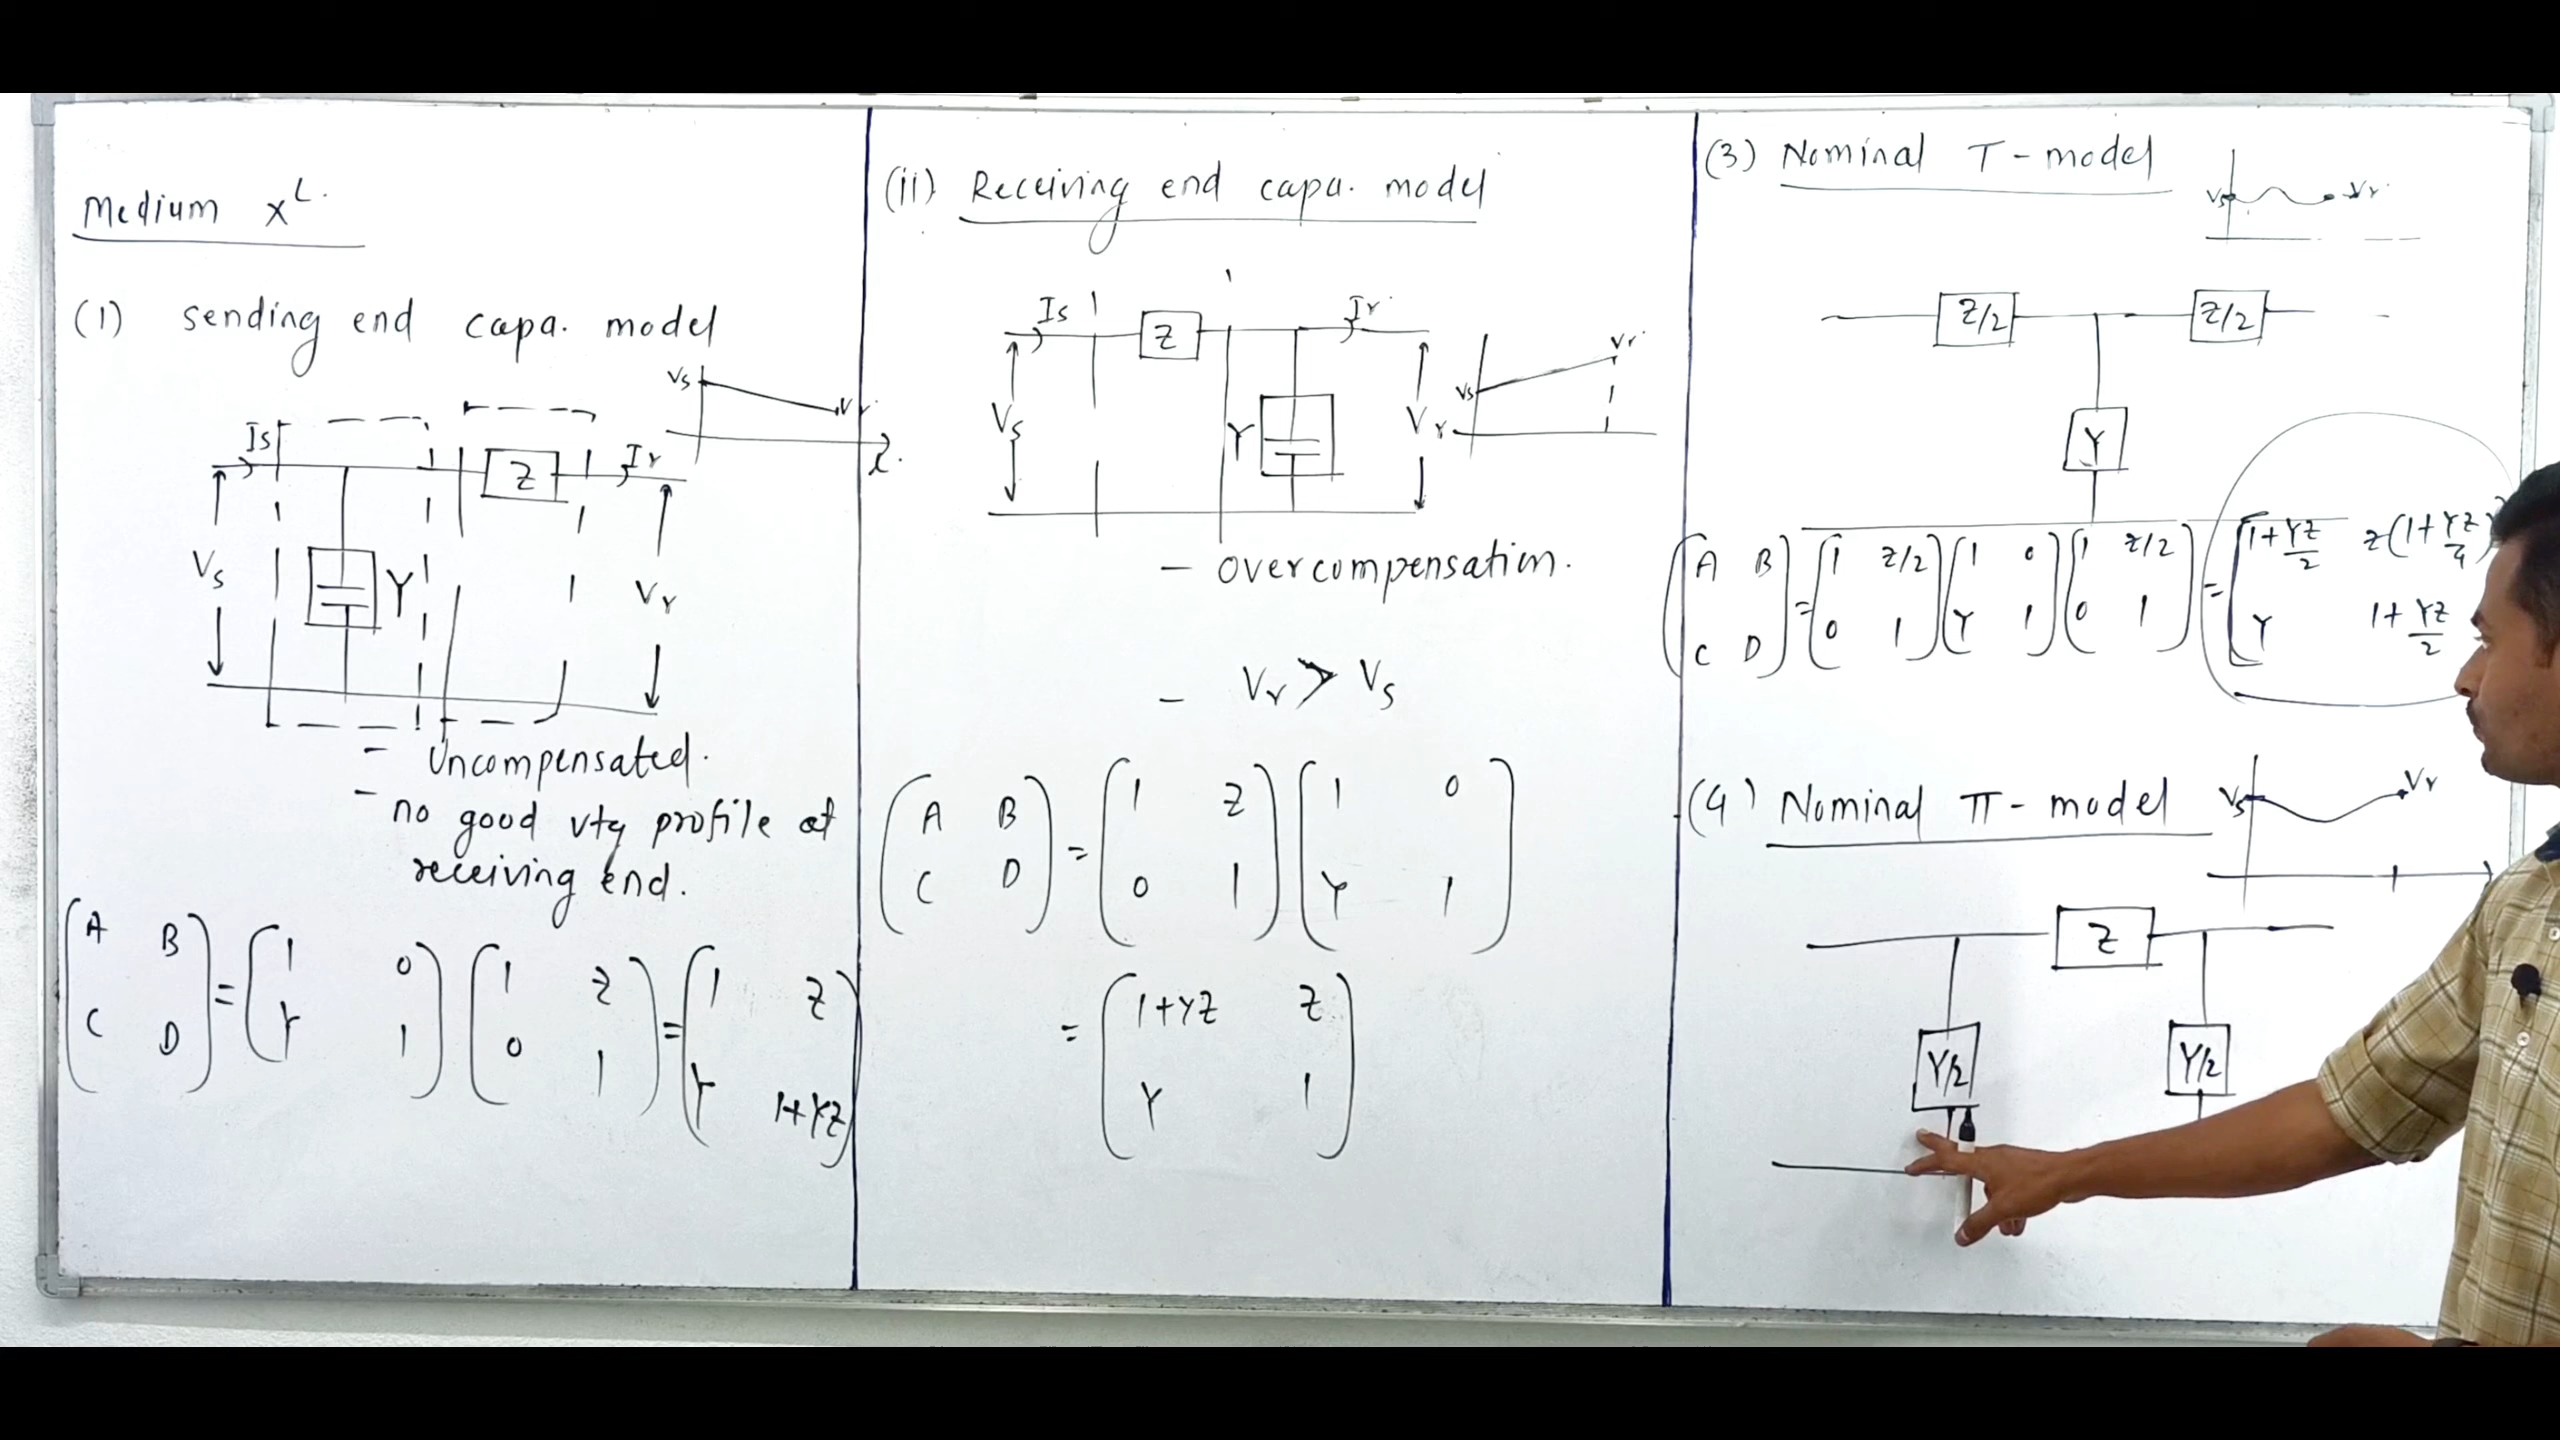 Medium x^L.
(1) sending end capa. model
Vs
Vr
l.
Is
Z
Ir
Vs
Y
Vr
- Uncompensated.
- no good vtg profile at
receiving end.
(A B
C D) = (1 0
Y 1) (1 Z
0 1) = (1 Z
Y 1+YZ)
(ii) Receiving end capa. model
Is
Z
Ir
Vs
Y
Vr
Vs
Vr
- Overcompensation.
- Vr > Vs
(A B
C D) = (1 Z
0 1) (1 0
Y 1)
= (1+YZ Z
Y 1)
(3) Nominal T-model
Vs
Vr
Z/2
Z/2
Y
(A B
C D) = (1 Z/2
0 1) (1 0
Y 1) (1 Z/2
0 1) = [1+YZ/2 Z(1+YZ/4)
Y 1+YZ/2
(4) Nominal π-model
Vs
Vr
Z
Y/2
Y/2